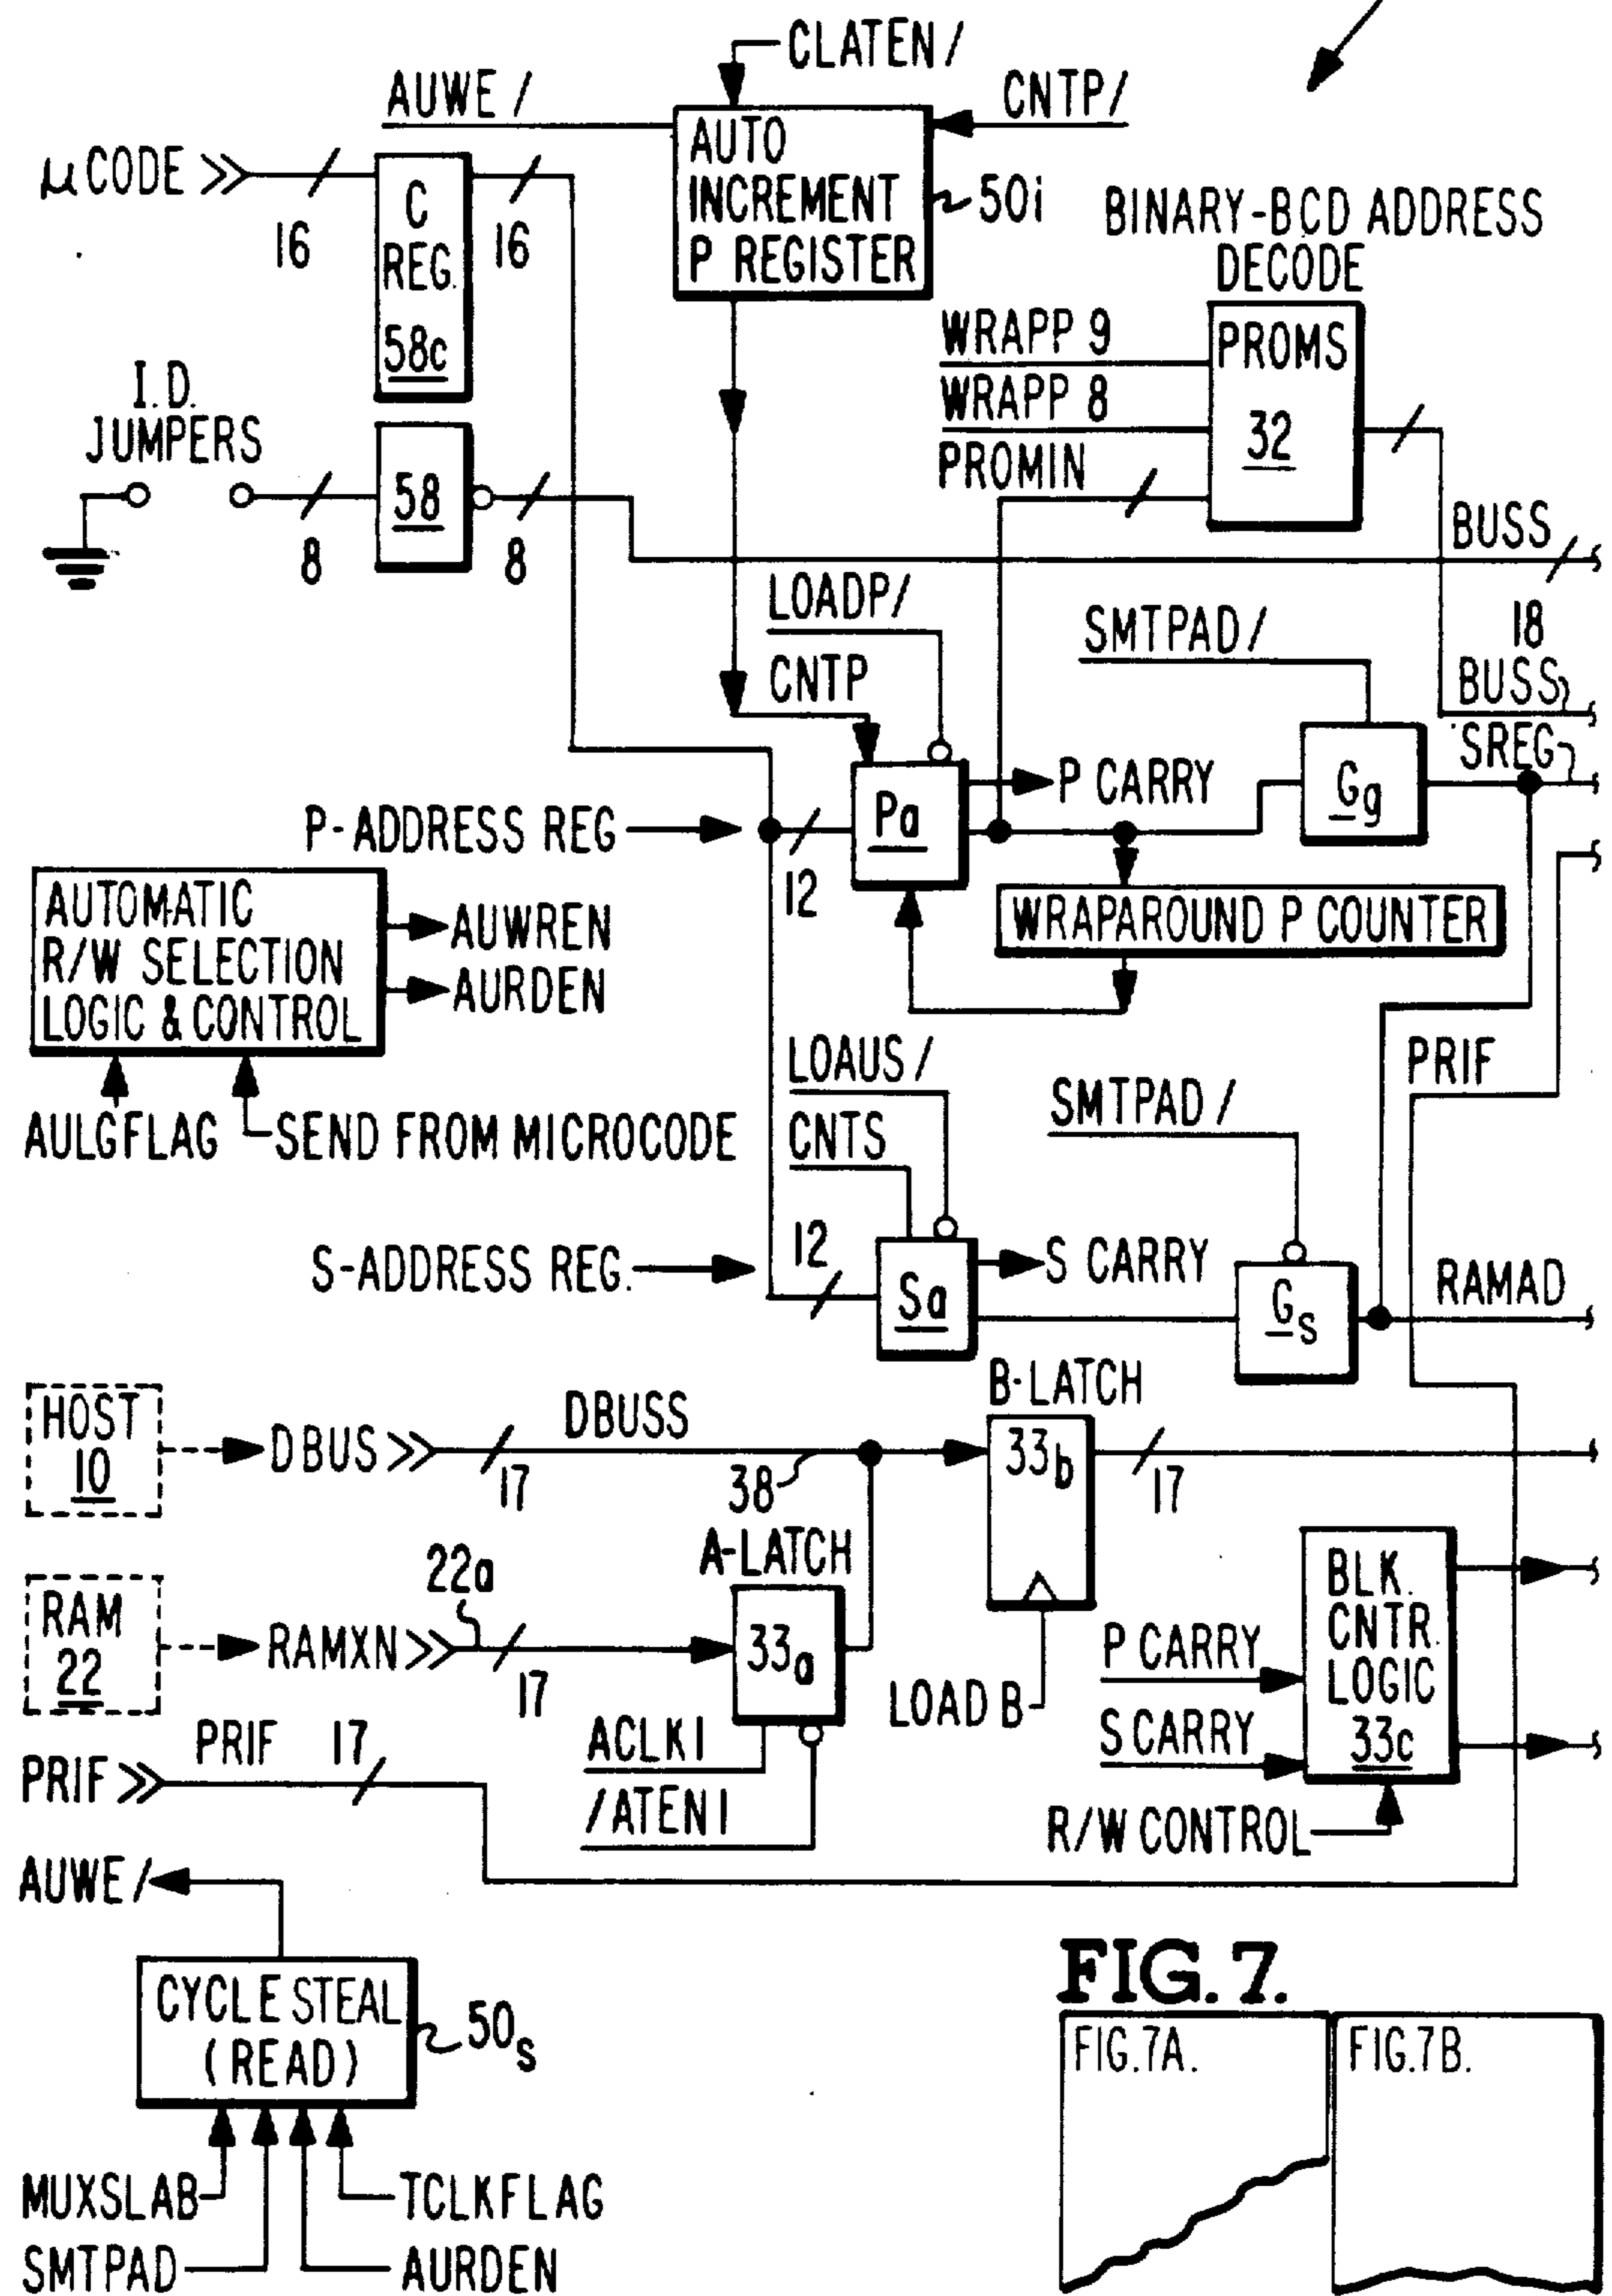 CLATEN /
AUWE /
CNTP /
AUTO
INCREMENT
P REGISTER
50i
μ CODE
16
C
REG.
58c
16
BINARY-BCD ADDRESS
DECODE
WRAPP 9
WRAPP 8
PROMIN
PROMS
32
I.D.
JUMPERS
8
58
8
BUSS
18
LOADP /
CNTP
SMTPAD /
BUSS
SREG
P-ADDRESS REG
12
Pa
P CARRY
Gg
WRAPAROUND P COUNTER
AUTOMATIC
R/W SELECTION
LOGIC & CONTROL
AUWREN
AURDEN
AULGFLAG
SEND FROM MICROCODE
LOAUS /
CNTS
SMTPAD /
PRIF
S-ADDRESS REG.
12
Sa
S CARRY
Gs
RAMAD
HOST
10
DBUS
17
DBUSS
38
B-LATCH
33b
17
LOAD B
RAM
22
RAMXN
22a
17
A-LATCH
33a
ACLK1
/ATEN1
BLK.
CNTR
LOGIC
33c
P CARRY
S CARRY
R/W CONTROL
PRIF
PRIF
17
AUWE /
CYCLE STEAL
(READ)
50s
MUXSLAB
SMTPAD
TCLKFLAG
AURDEN
FIG. 7.
FIG. 7A.
FIG. 7B.